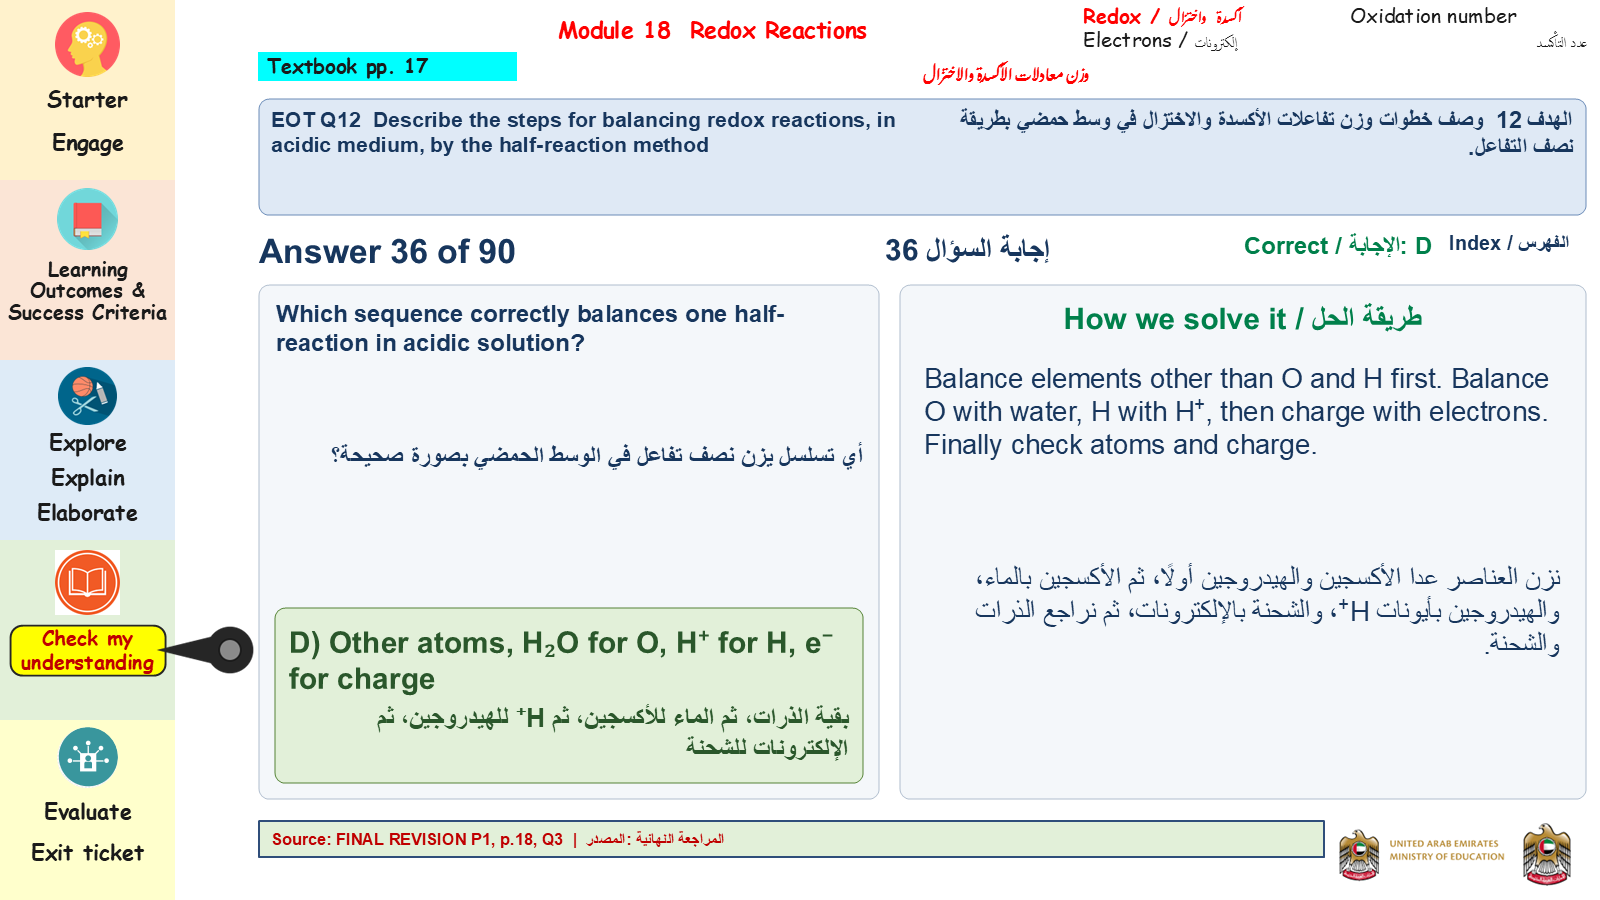 Starter
Engage
Learning
Outcomes &
Success Criteria
Explore
Explain
Elaborate
Check my
understanding
Evaluate
Exit ticket
Module 18 Redox Reactions
Redox / أكسدة واختزال
Electrons / إلكترونات
Oxidation number
عدد التأكسد
Textbook pp. 17
وزن معادلات الأكسدة والاختزال
EOT Q12 Describe the steps for balancing redox reactions, in
acidic medium, by the half-reaction method
الهدف 12 وصف خطوات وزن تفاعلات الأكسدة والاختزال في وسط حمضي بطريقة
نصف التفاعل.
Answer 36 of 90
إجابة السؤال 36
Correct / الإجابة: D
Index / الفهرس
Which sequence correctly balances one half-
reaction in acidic solution?
أي تسلسل يزن نصف تفاعل في الوسط الحمضي بصورة صحيحة؟
D) Other atoms, H₂O for O, H⁺ for H, e⁻
for charge
بقية الذرات، ثم الماء للأكسجين، ثم H⁺ للهيدروجين، ثم
الإلكترونات للشحنة
How we solve it / طريقة الحل
Balance elements other than O and H first. Balance
O with water, H with H⁺, then charge with electrons.
Finally check atoms and charge.
نزن العناصر عدا الأكسجين والهيدروجين أولًا، ثم الأكسجين بالماء،
والهيدروجين بأيونات H⁺، والشحنة بالإلكترونات، ثم نراجع الذرات
والشحنة.
Source: FINAL REVISION P1, p.18, Q3 | المصدر: المراجعة النهائية
UNITED ARAB EMIRATES
MINISTRY OF EDUCATION